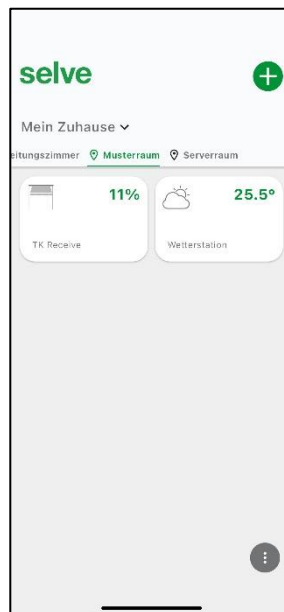 selve
Mein Zuhause
eitungszimmer Musterraum Serverraum
11% 25.5°
TK Receive Wetterstation